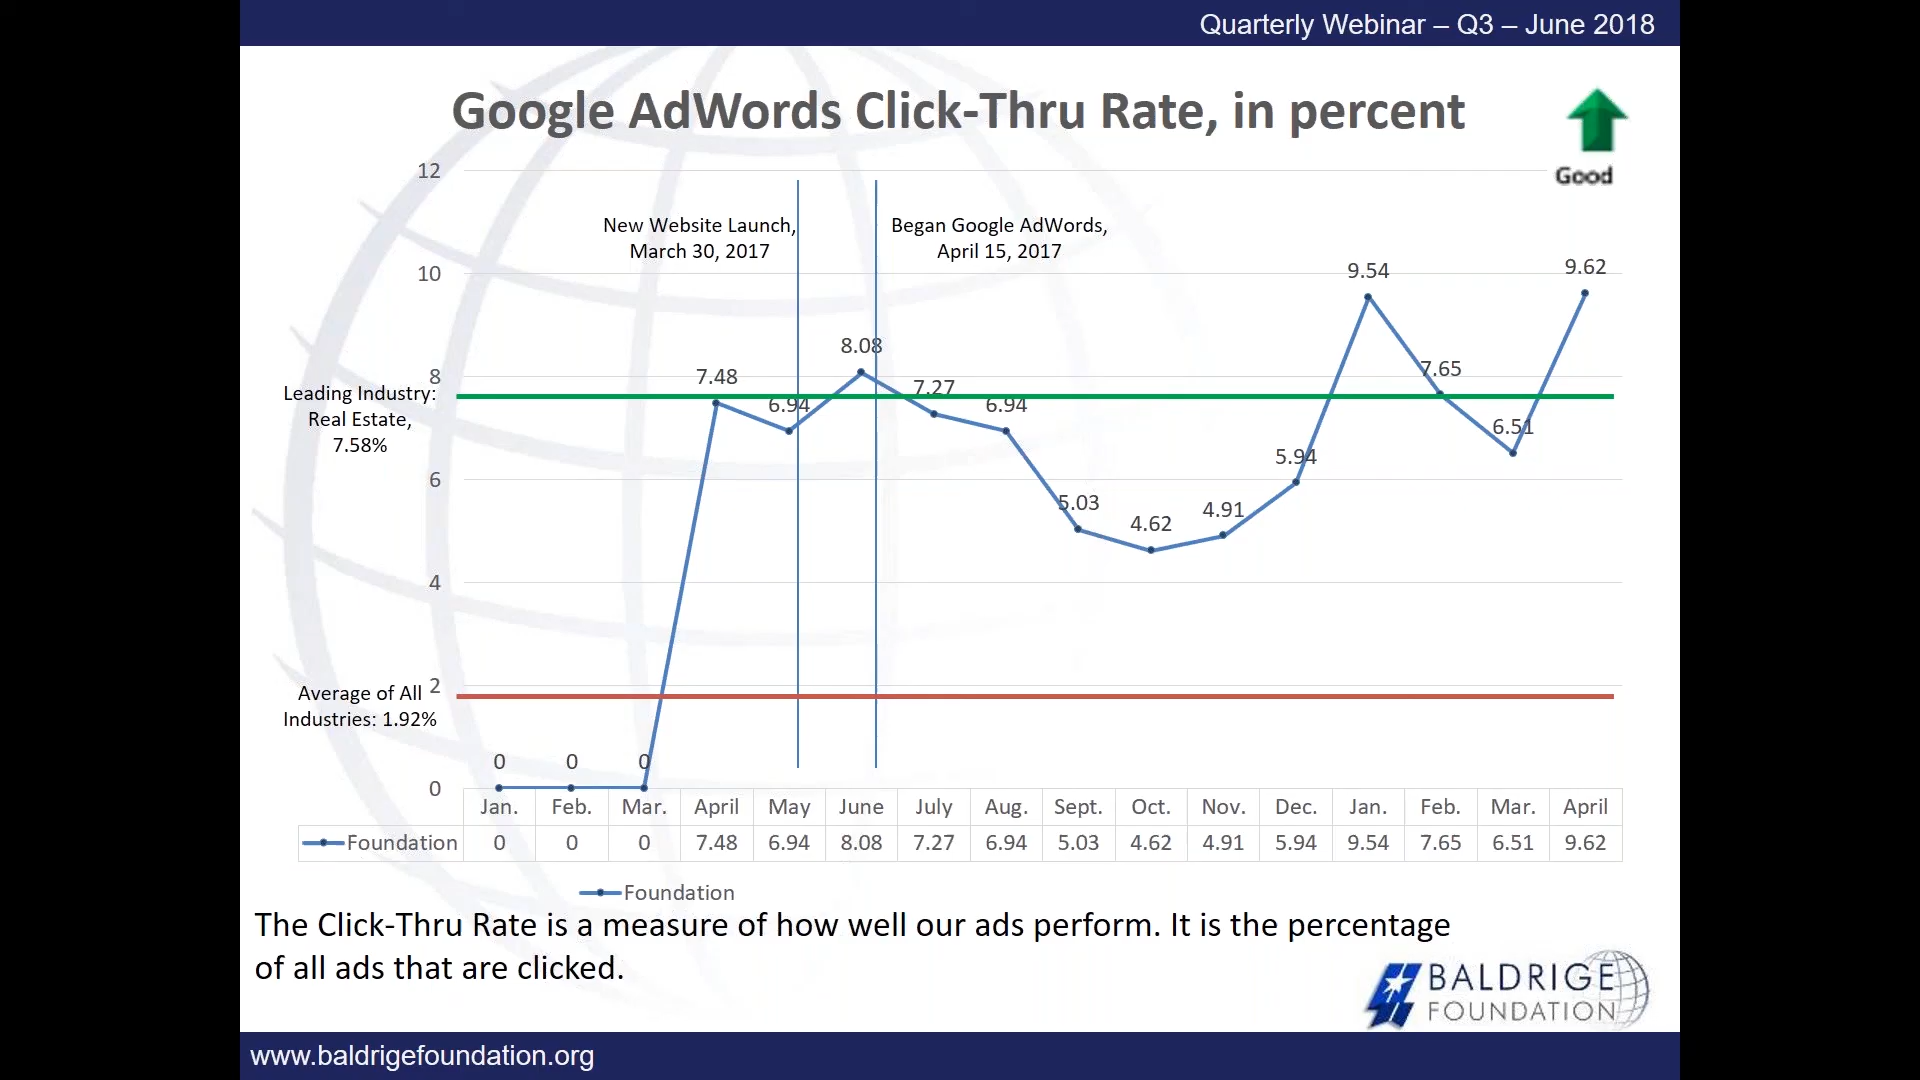 Quarterly Webinar – Q3 – June 2018
Google AdWords Click-Thru Rate, in percent
Good
12
10
8
6
4
2
0
New Website Launch,
March 30, 2017
Began Google AdWords,
April 15, 2017
Leading Industry:
Real Estate,
7.58%
Average of All
Industries: 1.92%
0 0 0 7.48 6.94 8.08 7.27 6.94 5.03 4.62 4.91 5.94 9.54 7.65 6.51 9.62
Jan. Feb. Mar. April May June July Aug. Sept. Oct. Nov. Dec. Jan. Feb. Mar. April
Foundation 0 0 0 7.48 6.94 8.08 7.27 6.94 5.03 4.62 4.91 5.94 9.54 7.65 6.51 9.62
Foundation
The Click-Thru Rate is a measure of how well our ads perform. It is the percentage
of all ads that are clicked.
BALDRIGE
FOUNDATION
www.baldrigefoundation.org